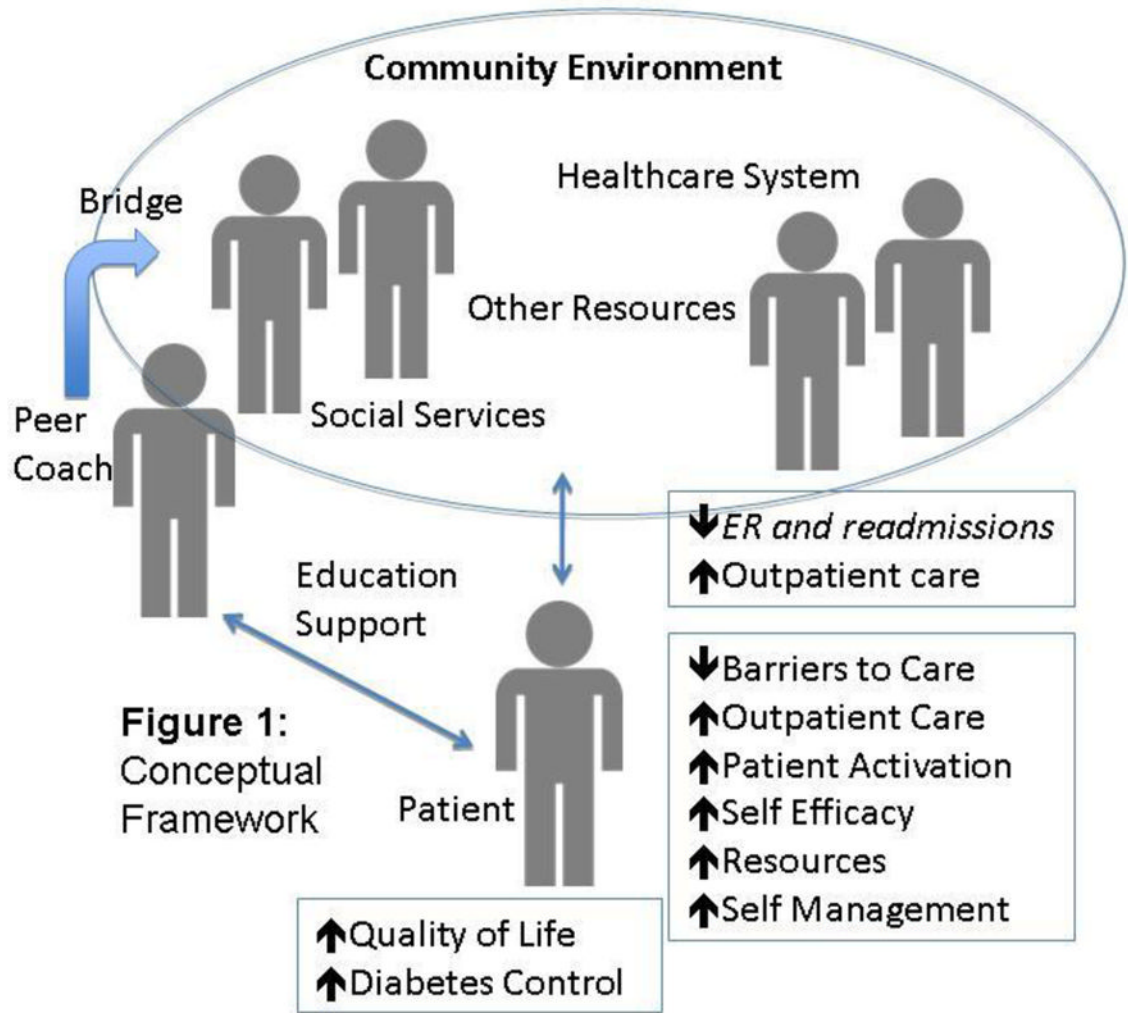 Community Environment
Bridge
Healthcare System
Other Resources
Social Services
Peer
Coach
Education
Support
Figure 1:
Conceptual
Framework
Patient
↓ER and readmissions
↑Outpatient care
↓Barriers to Care
↑Outpatient Care
↑Patient Activation
↑Self Efficacy
↑Resources
↑Self Management
↑Quality of Life
↑Diabetes Control